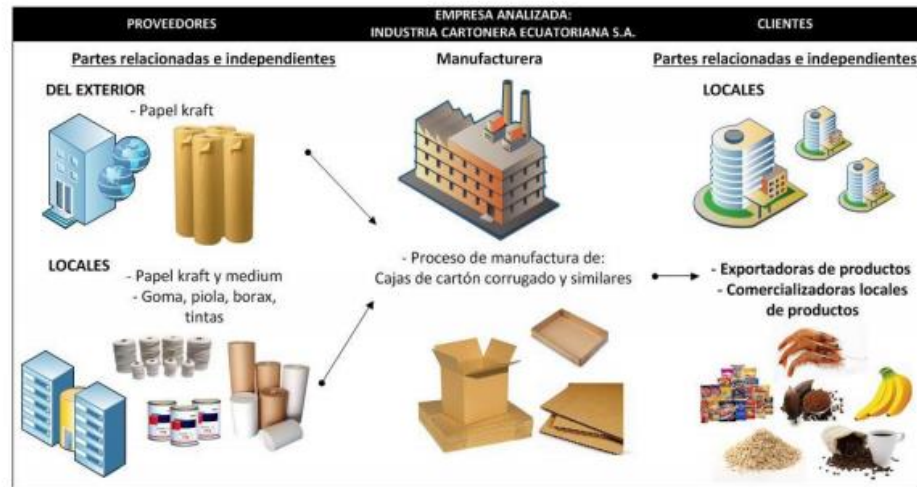 PROVEEDORES
EMPRESA ANALIZADA:
INDUSTRIA CARTONERA ECUATORIANA S.A.
CLIENTES
Partes relacionadas e independientes
DEL EXTERIOR
- Papel kraft
LOCALES
- Papel kraft y medium
- Goma, piola, borax,
tintas
Manufacturera
- Proceso de manufactura de:
Cajas de cartón corrugado y similares
Partes relacionadas e independientes
LOCALES
- Exportadoras de productos
- Comercializadoras locales
de productos